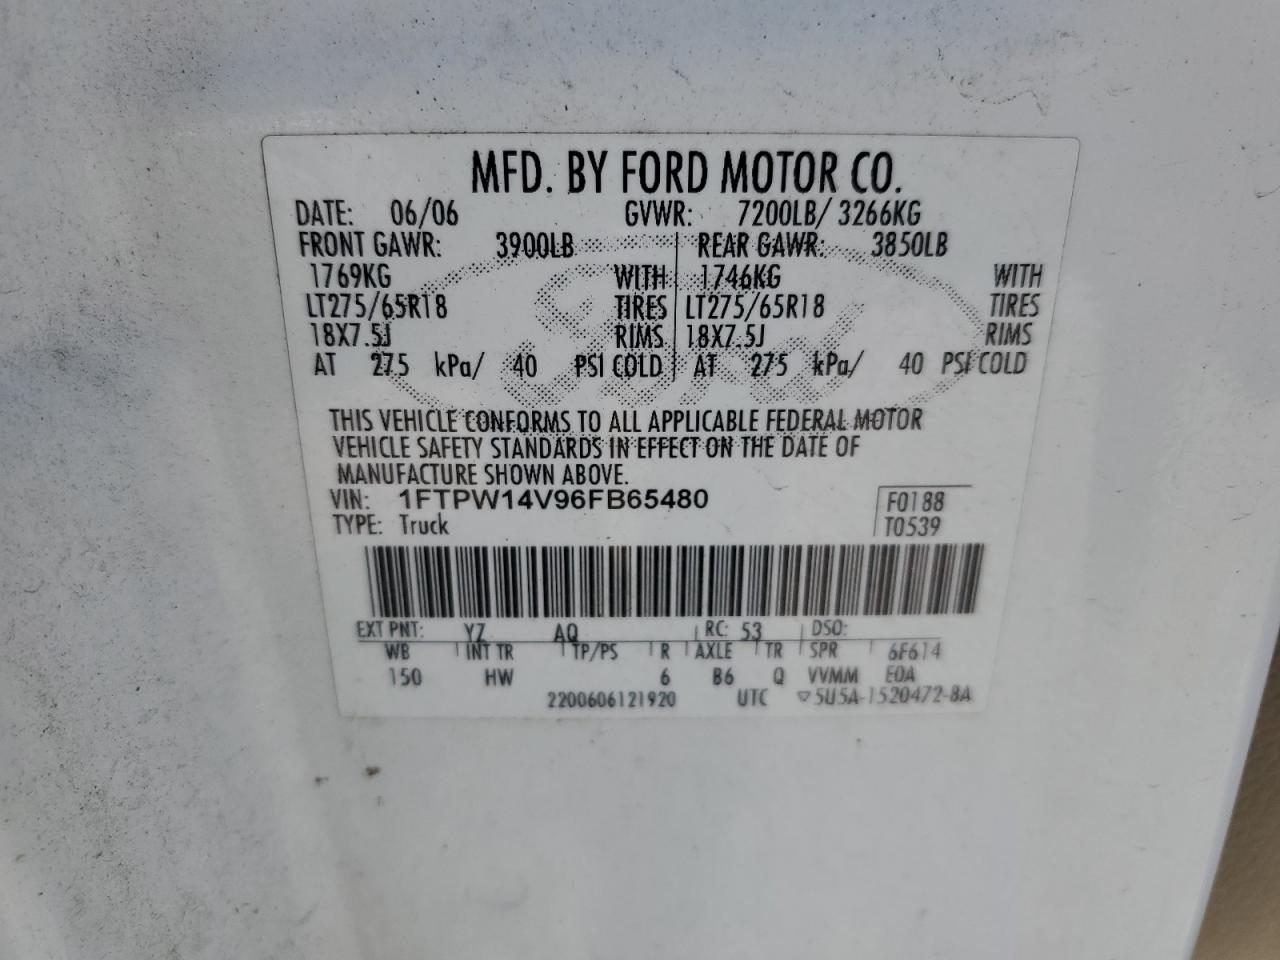 MFD. BY FORD MOTOR CO.
DATE: 06/06 GVWR: 7200LB/ 3266KG
FRONT GAWR: 3900LB REAR GAWR: 3850LB
1769KG WITH 1746KG WITH
LT275/65R18 TIRES LT275/65R18 TIRES
18X7.5J RIMS 18X7.5J RIMS
AT 275 kPa/ 40 PSI COLD AT 275 kPa/ 40 PSI COLD
THIS VEHICLE CONFORMS TO ALL APPLICABLE FEDERAL MOTOR
VEHICLE SAFETY STANDARDS IN EFFECT ON THE DATE OF
MANUFACTURE SHOWN ABOVE.
VIN: 1FTPW14V96FB65480 F0188
TYPE: Truck T0539
EXT PNT: YZ AQ RC: 53 DSO:
WB INT TR TP/PS R AXLE TR SPR 6F614
150 HW 6 B6 Q VVMM E0A
2200606121920 UTC ▽5U5A-1520472-BA